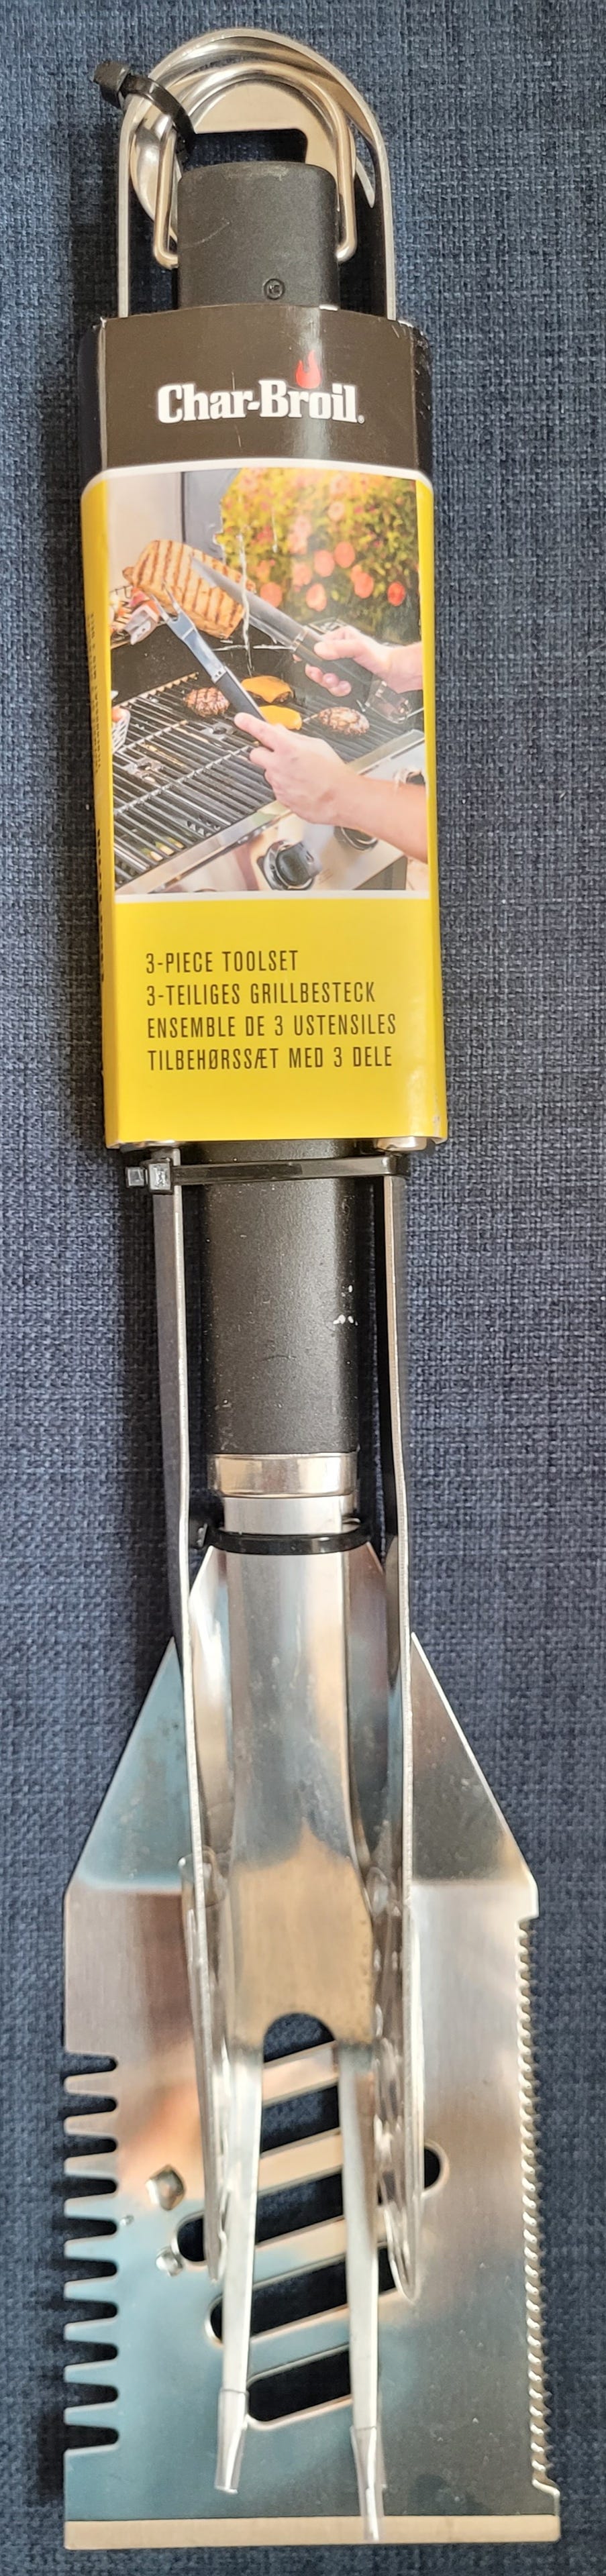 Char-Broil®
3-PIECE TOOLSET
3-TEILIGES GRILLBESTECK
ENSEMBLE DE 3 USTENSILES
TILBEHØRSSÆT MED 3 DELE